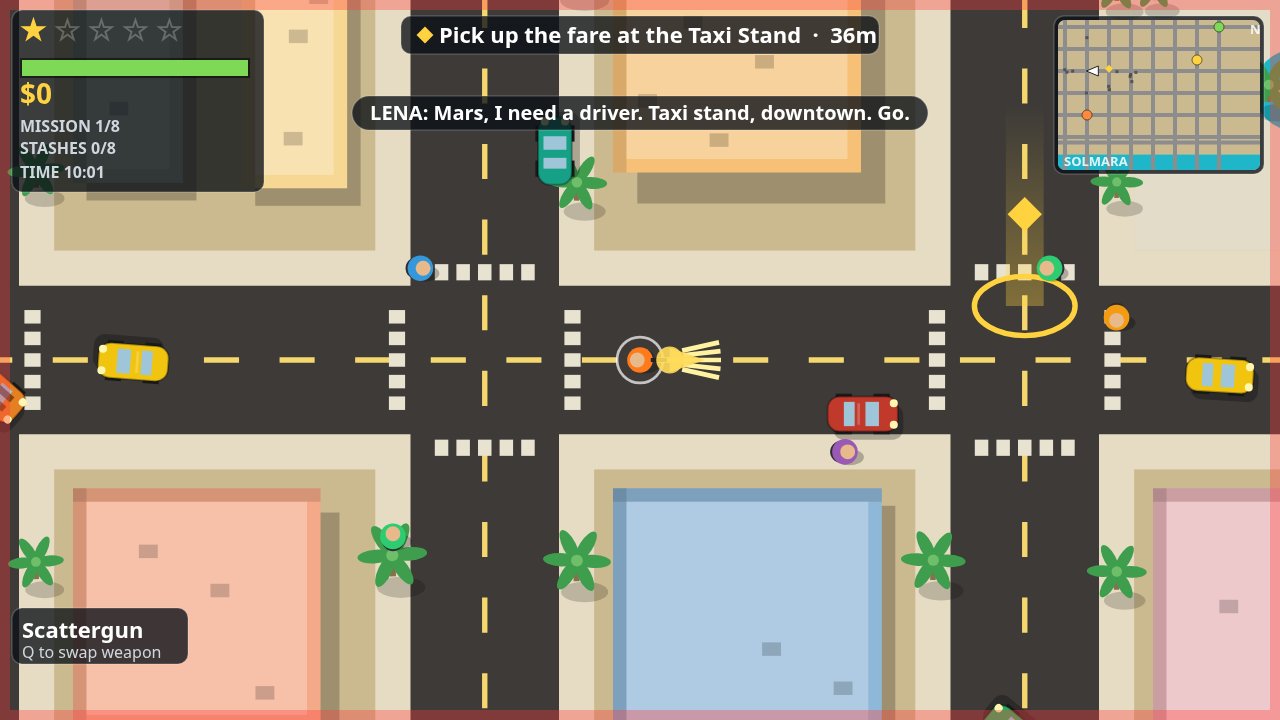 Pick up the fare at the Taxi Stand · 36m
N
$0
LENA: Mars, I need a driver. Taxi stand, downtown. Go.
MISSION 1/8
STASHES 0/8
TIME 10:01
SOLMARA
Scattergun
Q to swap weapon